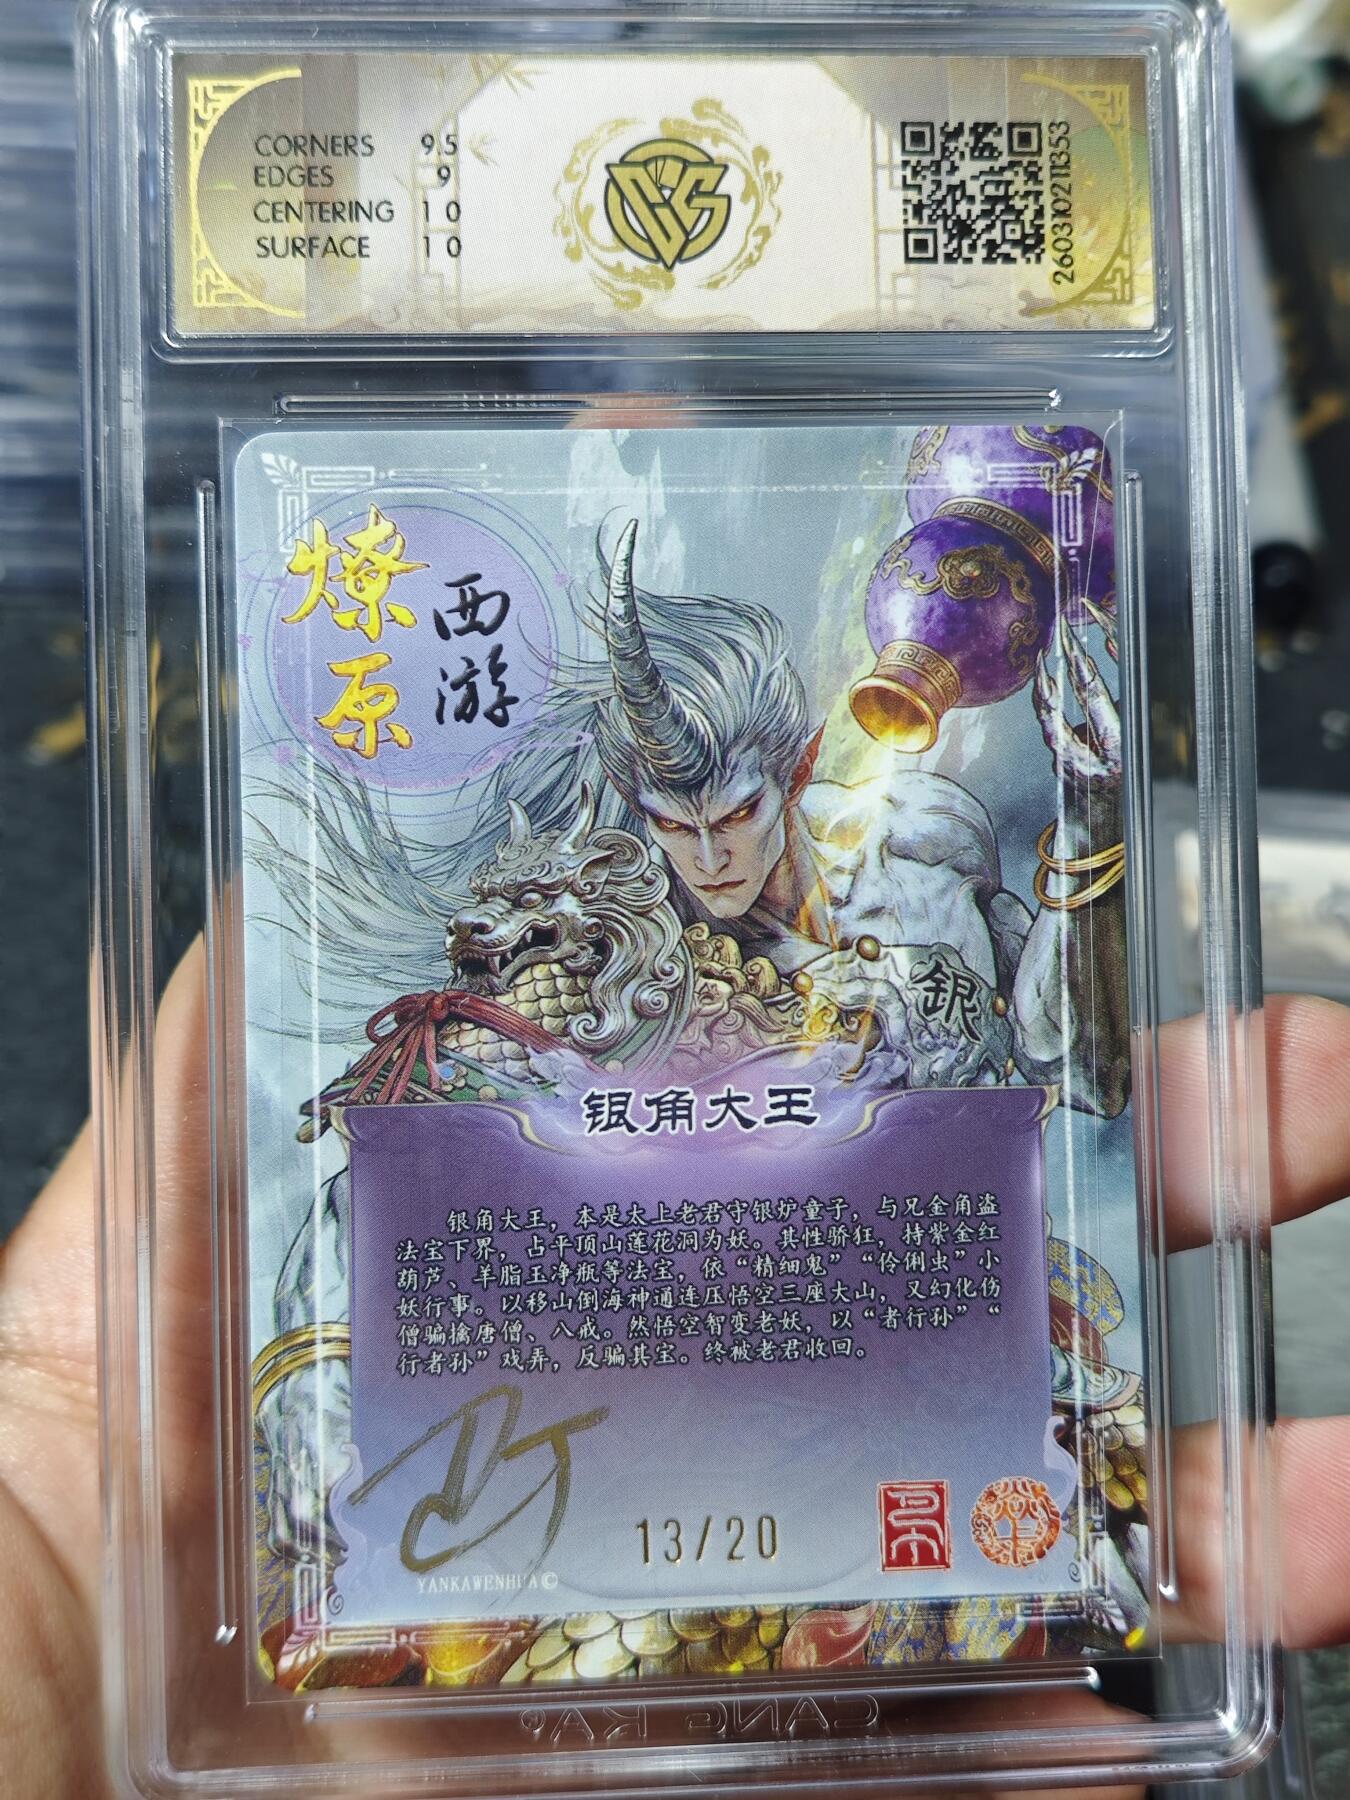 CORNERS 9.5
EDGES 9
CENTERING 10
SURFACE 10
CCG
260310211353
燎原
西游
银
银角大王
银角大王，本是太上老君守银炉童子，与兄金角盗
法宝下界，占平顶山莲花洞为妖。其性骄狂，持紫金红
葫芦、羊脂玉净瓶等法宝，依“精细鬼”“伶俐虫”小
妖行事。以移山倒海神通连压悟空三座大山，又幻化伤
僧骗擒唐僧、八戒。然悟空智变老妖，以“者行孙”“
行者孙”戏弄，反骗其宝。终被老君收回。
13/20
YANKAWENHUA©
CANG KA®